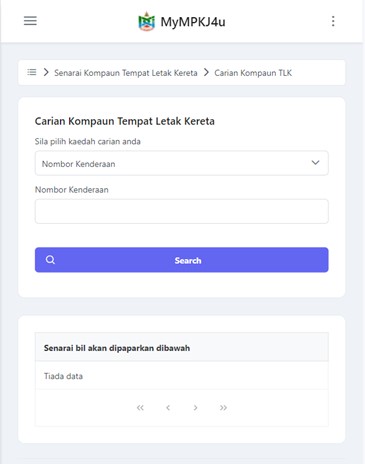 MyMPKJ4u
Senarai Kompaun Tempat Letak Kereta > Carian Kompaun TLK
Carian Kompaun Tempat Letak Kereta
Sila pilih kaedah carian anda
Nombor Kenderaan
Nombor Kenderaan
Search
Senarai bil akan dipaparkan dibawah
Tiada data